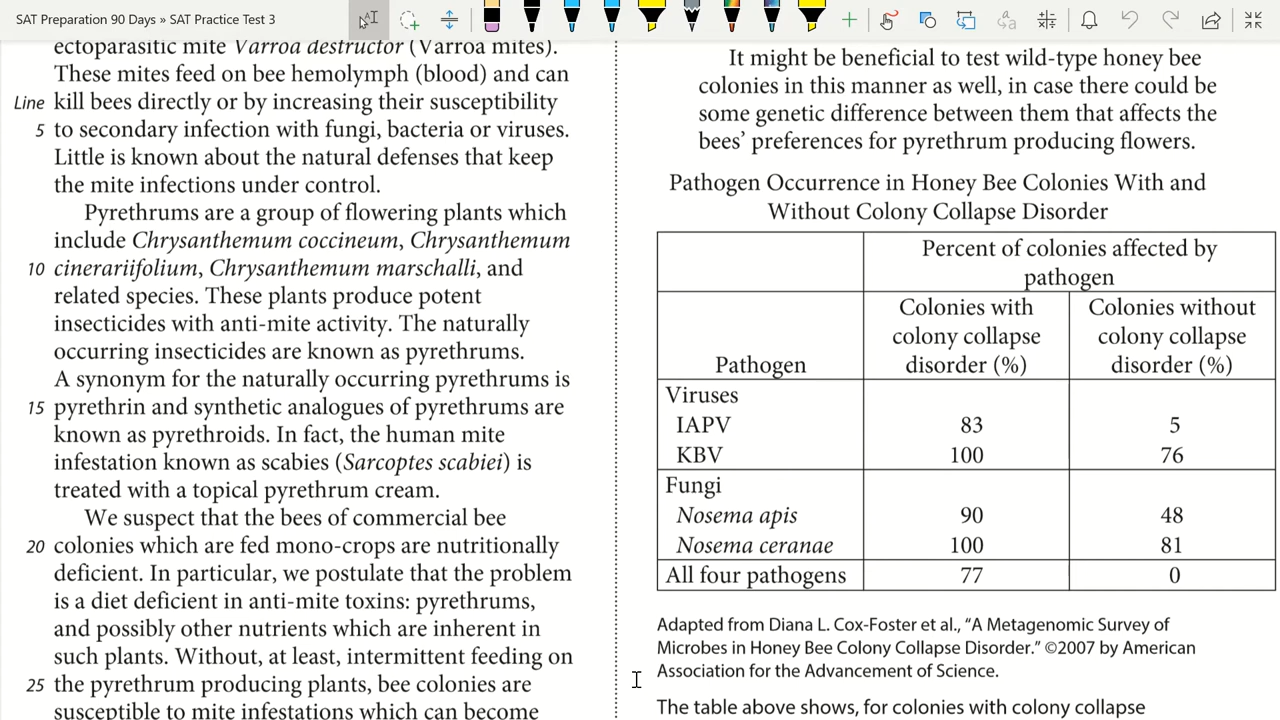 SAT Preparation 90 Days » SAT Practice Test 3
ectoparasitic mite Varroa destructor (Varroa mites).
These mites feed on bee hemolymph (blood) and can
Line kill bees directly or by increasing their susceptibility
5 to secondary infection with fungi, bacteria or viruses.
Little is known about the natural defenses that keep
the mite infections under control.
Pyrethrums are a group of flowering plants which
include Chrysanthemum coccineum, Chrysanthemum
10 cinerariifolium, Chrysanthemum marschalli, and
related species. These plants produce potent
insecticides with anti-mite activity. The naturally
occurring insecticides are known as pyrethrums.
A synonym for the naturally occurring pyrethrums is
15 pyrethrin and synthetic analogues of pyrethrums are
known as pyrethroids. In fact, the human mite
infestation known as scabies (Sarcoptes scabiei) is
treated with a topical pyrethrum cream.
We suspect that the bees of commercial bee
20 colonies which are fed mono-crops are nutritionally
deficient. In particular, we postulate that the problem
is a diet deficient in anti-mite toxins: pyrethrums,
and possibly other nutrients which are inherent in
such plants. Without, at least, intermittent feeding on
25 the pyrethrum producing plants, bee colonies are
susceptible to mite infestations which can become
It might be beneficial to test wild-type honey bee
colonies in this manner as well, in case there could be
some genetic difference between them that affects the
bees’ preferences for pyrethrum producing flowers.
Pathogen Occurrence in Honey Bee Colonies With and
Without Colony Collapse Disorder
Percent of colonies affected by
pathogen
Pathogen
Colonies with
colony collapse
disorder (%)
Colonies without
colony collapse
disorder (%)
Viruses
IAPV 83 5
KBV 100 76
Fungi
Nosema apis 90 48
Nosema ceranae 100 81
All four pathogens 77 0
Adapted from Diana L. Cox-Foster et al., “A Metagenomic Survey of
Microbes in Honey Bee Colony Collapse Disorder.” ©2007 by American
Association for the Advancement of Science.
The table above shows, for colonies with colony collapse